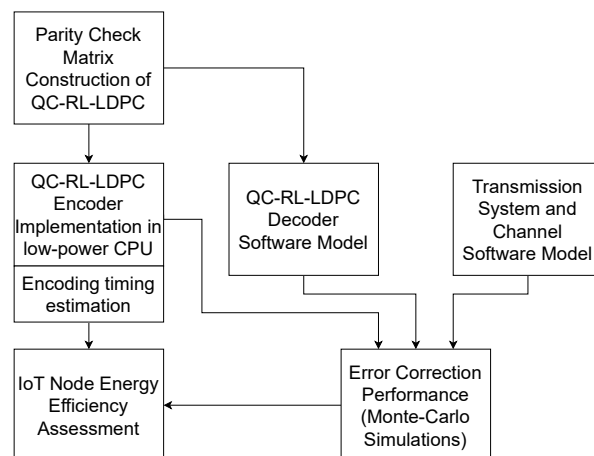 Parity Check
Matrix
Construction of
QC-RL-LDPC
QC-RL-LDPC
Encoder
Implementation in
low-power CPU
Encoding timing
estimation
QC-RL-LDPC
Decoder
Software Model
Transmission
System and
Channel
Software Model
IoT Node Energy
Efficiency
Assessment
Error Correction
Performance
(Monte-Carlo
Simulations)